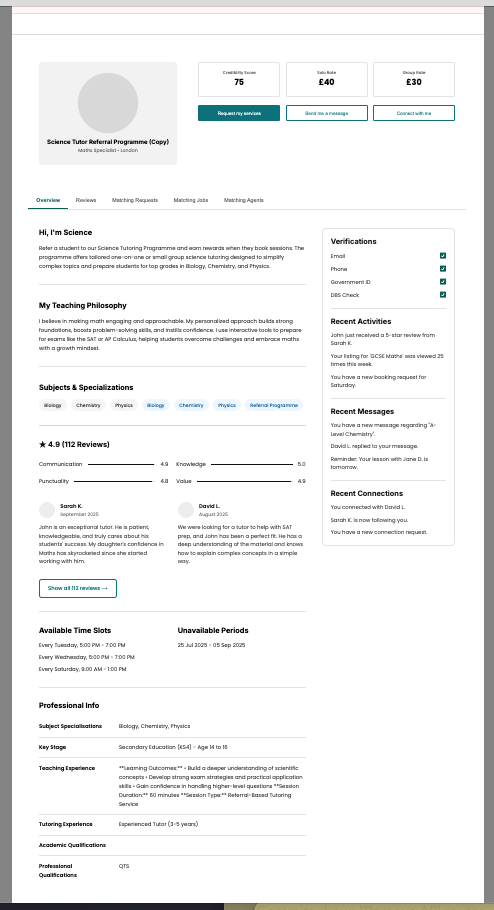 Science Tutor Referral Programme (Copy)
Maths Specialist • London
Credibility Score
75
Solo Rate
£40
Group Rate
£30
Request my services
Send me a message
Connect with me
Overview
Reviews
Matching Requests
Matching Jobs
Matching Agents
Hi, I'm Science
Refer a student to our Science Tutoring Programme and earn rewards when they book sessions. The
programme offers tailored one-on-one or small group science tutoring designed to simplify
complex topics and prepare students for top grades in Biology, Chemistry, and Physics.
My Teaching Philosophy
I believe in making math engaging and approachable. My personalized approach builds strong
foundations, boosts problem-solving skills, and instills confidence. I use interactive tools to prepare
for exams like the SAT or AP Calculus, helping students overcome challenges and embrace maths
with a growth mindset.
Subjects & Specializations
Biology
Chemistry
Physics
Biology
Chemistry
Physics
Referral Programme
★ 4.9 (112 Reviews)
Communication 4.9
Knowledge 5.0
Punctuality 4.8
Value 4.9
Sarah K.
September 2025
John is an exceptional tutor. He is patient,
knowledgeable, and truly cares about his
students' success. My daughter's confidence in
Maths has skyrocketed since she started
working with him.
David L.
August 2025
We were looking for a tutor to help with SAT
prep, and John has been a perfect fit. He has a
deep understanding of the material and knows
how to explain complex concepts in a simple
way.
Show all 112 reviews →
Available Time Slots
Every Tuesday, 5:00 PM - 7:00 PM
Every Wednesday, 5:00 PM - 7:00 PM
Every Saturday, 9:00 AM - 1:00 PM
Unavailable Periods
25 Jul 2025 - 05 Sep 2025
Professional Info
Subject Specialisations
Biology, Chemistry, Physics
Key Stage
Secondary Education (KS4) - Age 14 to 16
Teaching Experience
**Learning Outcomes:** • Build a deeper understanding of scientific
concepts • Develop strong exam strategies and practical application
skills • Gain confidence in handling higher-level questions **Session
Duration:** 60 minutes **Session Type:** Referral-Based Tutoring
Service
Tutoring Experience
Experienced Tutor (3-5 years)
Academic Qualifications
Professional
Qualifications
QTS
Verifications
Email
Phone
Government ID
DBS Check
Recent Activities
John just received a 5-star review from
Sarah K.
Your listing for 'GCSE Maths' was viewed 25
times this week.
You have a new booking request for
Saturday.
Recent Messages
You have a new message regarding 'A-
Level Chemistry'.
David L. replied to your message.
Reminder: Your lesson with Jane D. is
tomorrow.
Recent Connections
You connected with David L.
Sarah K. is now following you.
You have a new connection request.